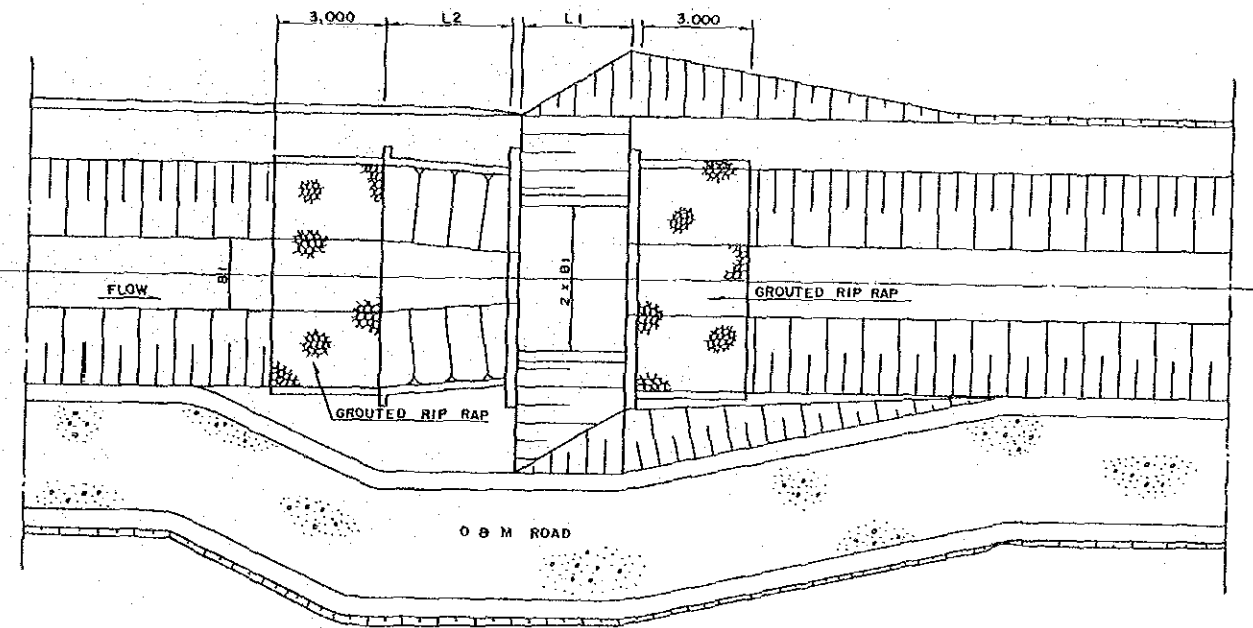 3,000 L2 L1 3.000
B1
2 x B1
FLOW
GROUTED RIP RAP
GROUTED RIP RAP
O & M ROAD